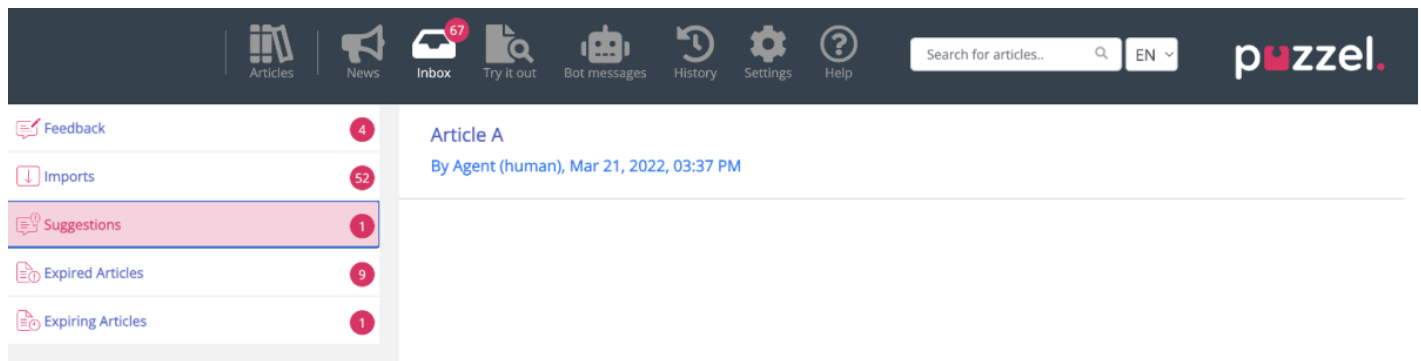 67
Articles
News
Inbox
Try it out
Bot messages
History
Settings
Help
Search for articles..
EN
puzzel.
Feedback 4
Imports 52
Suggestions 1
Expired Articles 9
Expiring Articles 1
Article A
By Agent (human), Mar 21, 2022, 03:37 PM